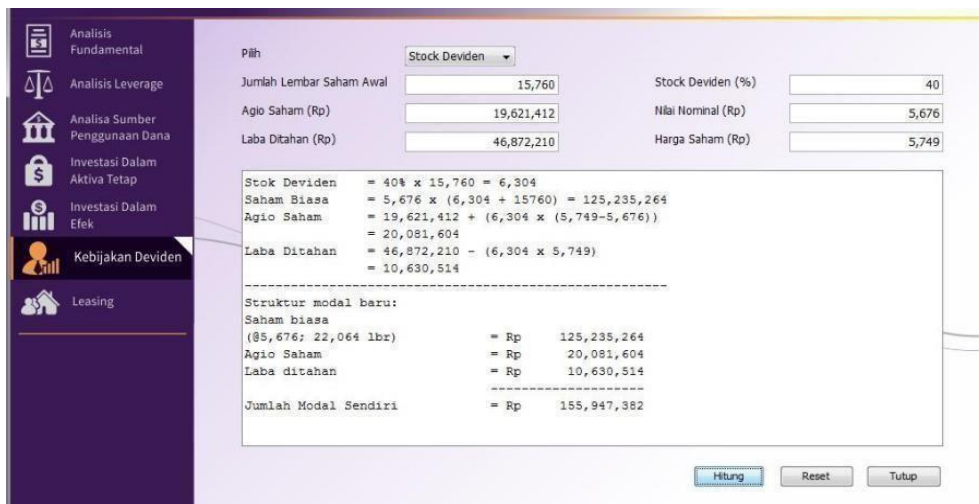 Analisis
Fundamental
Analisis Leverage
Analisa Sumber
Penggunaan Dana
Investasi Dalam
Aktiva Tetap
Investasi Dalam
Efek
Kebijakan Deviden
Leasing
Pilih Stock Deviden
Jumlah Lembar Saham Awal 15,760 Stock Deviden (%) 40
Agio Saham (Rp) 19,621,412 Nilai Nominal (Rp) 5,676
Laba Ditahan (Rp) 46,872,210 Harga Saham (Rp) 5,749
Stok Deviden = 40% x 15,760 = 6,304
Saham Biasa = 5,676 x (6,304 + 15760) = 125,235,264
Agio Saham = 19,621,412 + (6,304 x (5,749-5,676))
= 20,081,604
Laba Ditahan = 46,872,210 - (6,304 x 5,749)
= 10,630,514
Struktur modal baru:
Saham biasa
(@5,676; 22,064 lbr) = Rp 125,235,264
Agio Saham = Rp 20,081,604
Laba ditahan = Rp 10,630,514
Jumlah Modal Sendiri = Rp 155,947,382
Hitung Reset Tutup